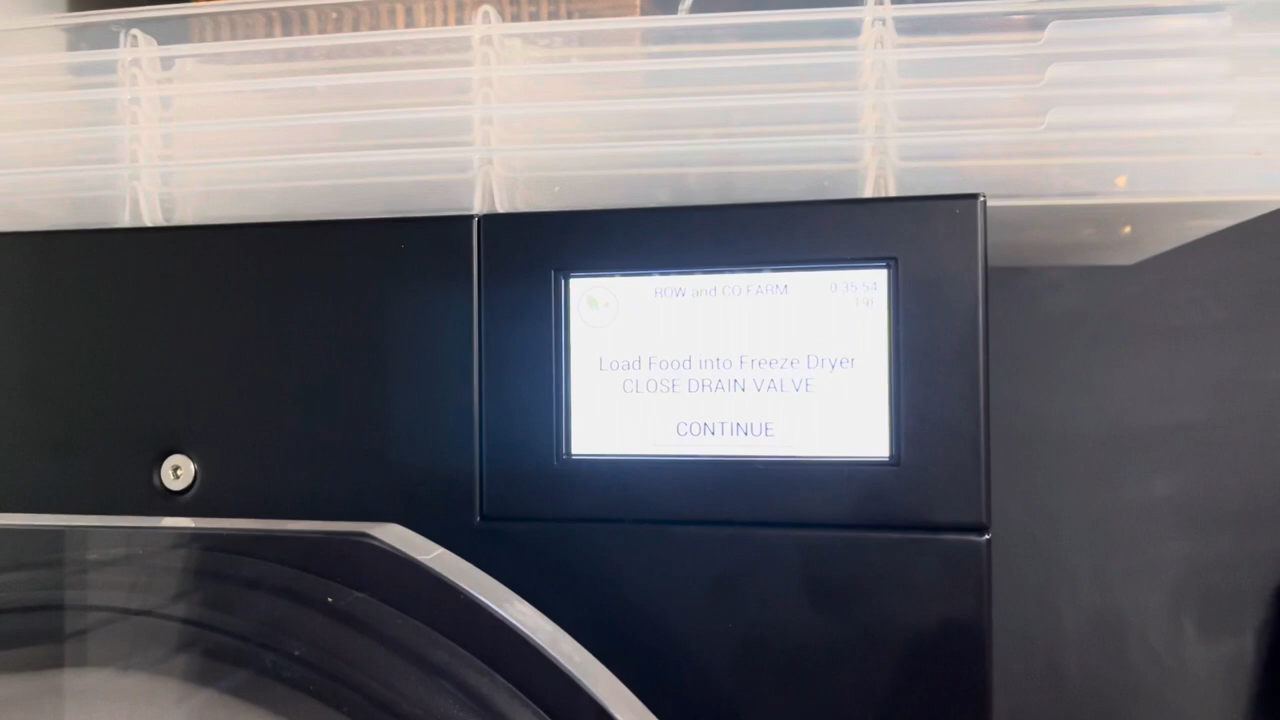 ROW and CO FARM
0:35:54
Load Food into Freeze Dryer
CLOSE DRAIN VALVE
CONTINUE